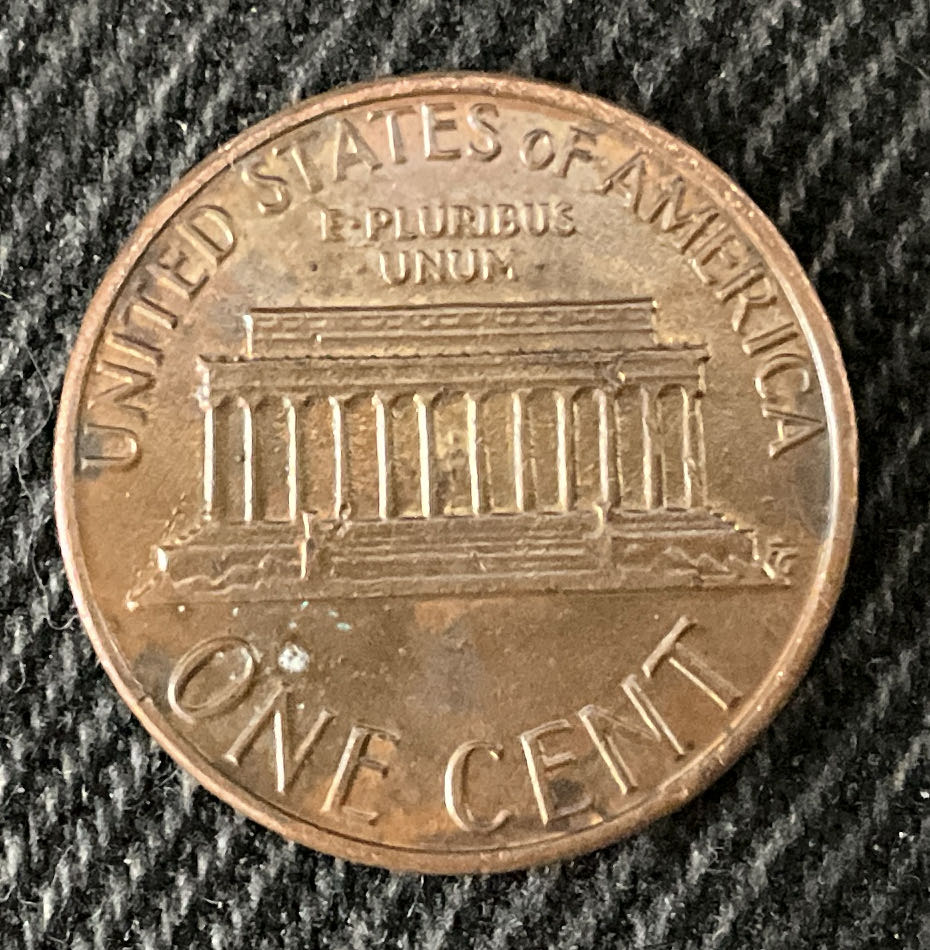 UNITED STATES OF AMERICA
E·PLURIBUS
UNUM
ONE CENT